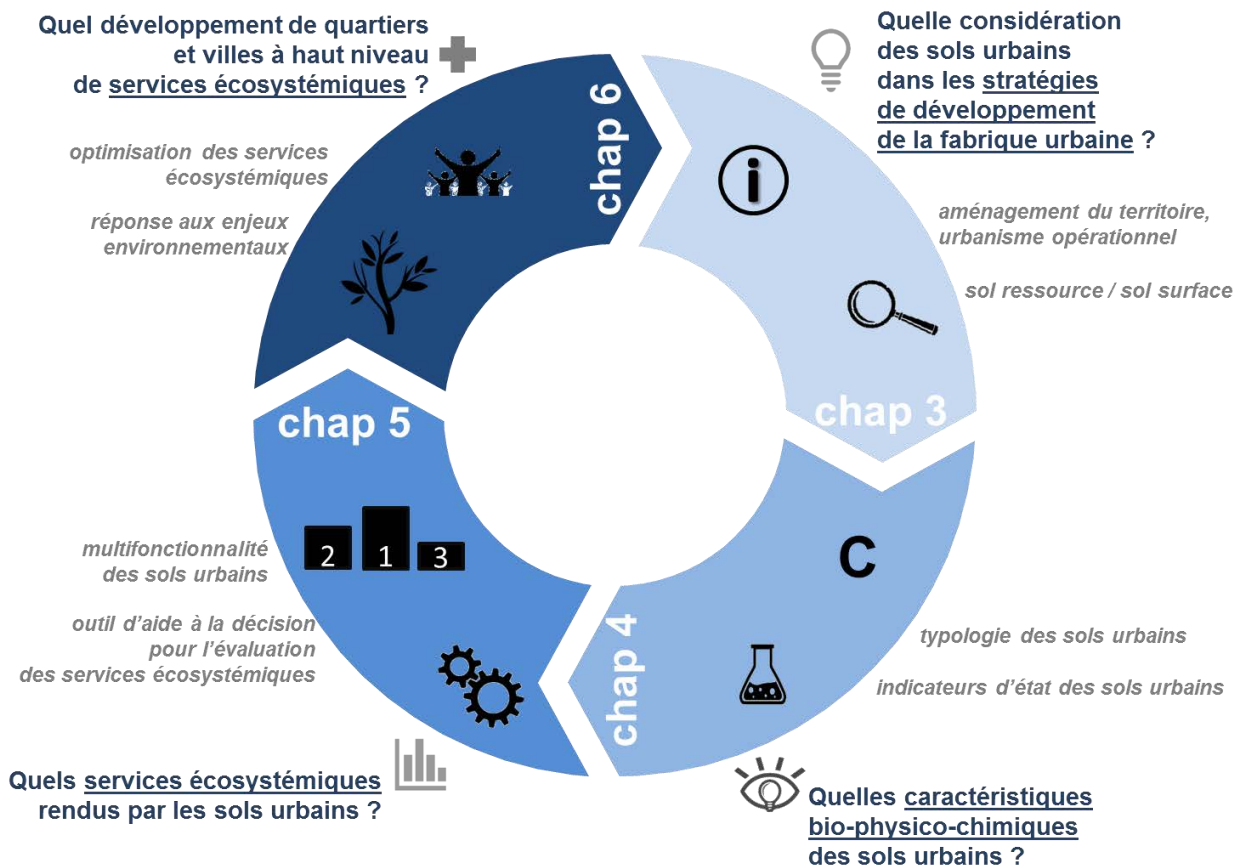 Quel développement de quartiers
et villes à haut niveau
de services écosystémiques ?
optimisation des services
écosystémiques
réponse aux enjeux
environnementaux
chap 6
Quelle considération
des sols urbains
dans les stratégies
de développement
de la fabrique urbaine ?
i
aménagement du territoire,
urbanisme opérationnel
sol ressource / sol surface
chap 3
C
typologie des sols urbains
indicateurs d'état des sols urbains
chap 4
Quelles caractéristiques
bio-physico-chimiques
des sols urbains ?
chap 5
2 1 3
multifonctionnalité
des sols urbains
outil d'aide à la décision
pour l'évaluation
des services écosystémiques
Quels services écosystémiques
rendus par les sols urbains ?